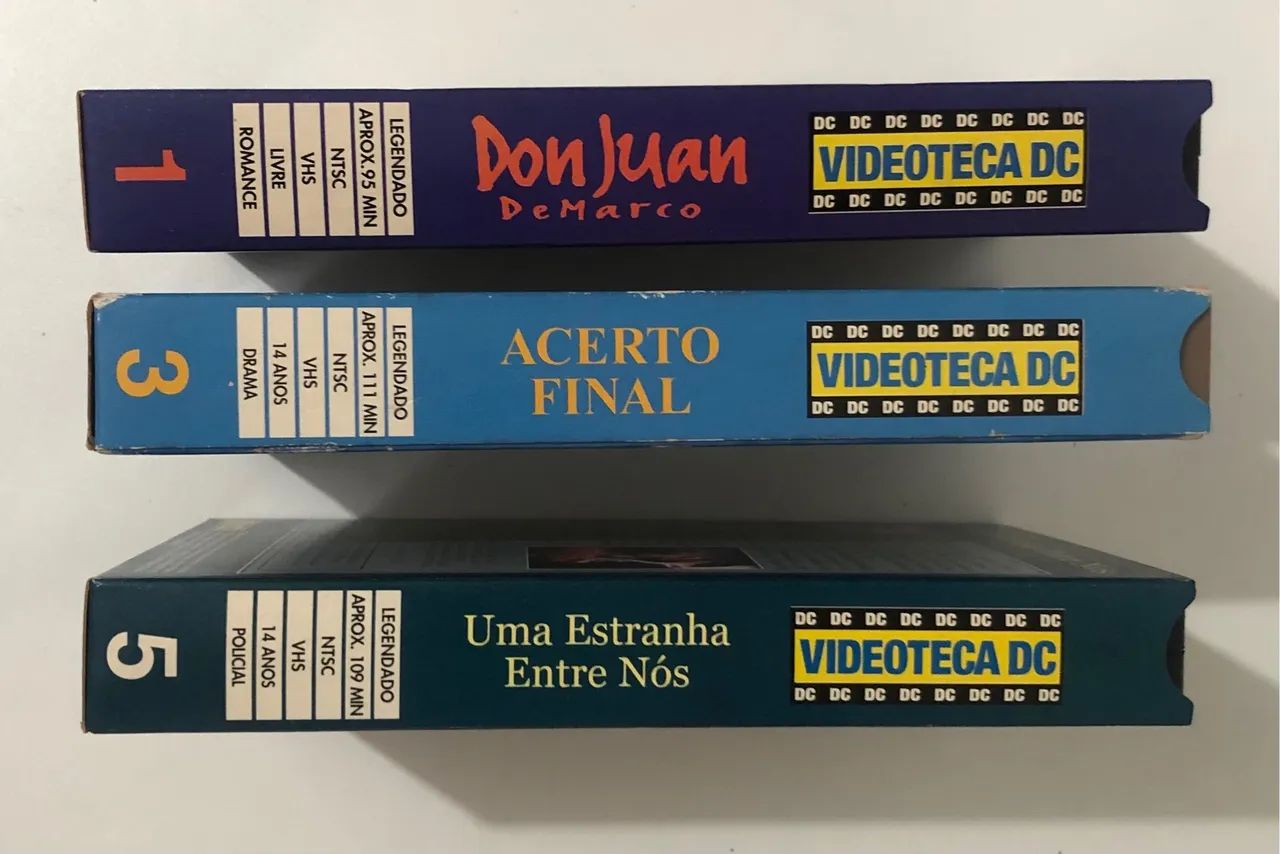 1
LEGENDADO
APROX.95 MIN
NTSC
VHS
LIVRE
ROMANCE
Don Juan
DeMarco
DC DC DC DC DC DC DC DC
VIDEOTECA DC
DC DC DC DC DC DC DC DC
3
LEGENDADO
APROX. 111 MIN
NTSC
VHS
14 ANOS
DRAMA
ACERTO
FINAL
DC DC DC DC DC DC DC DC
VIDEOTECA DC
DC DC DC DC DC DC DC DC
5
LEGENDADO
APROX. 109 MIN
NTSC
VHS
14 ANOS
POLICIAL
Uma Estranha
Entre Nós
DC DC DC DC DC DC DC DC
VIDEOTECA DC
DC DC DC DC DC DC DC DC